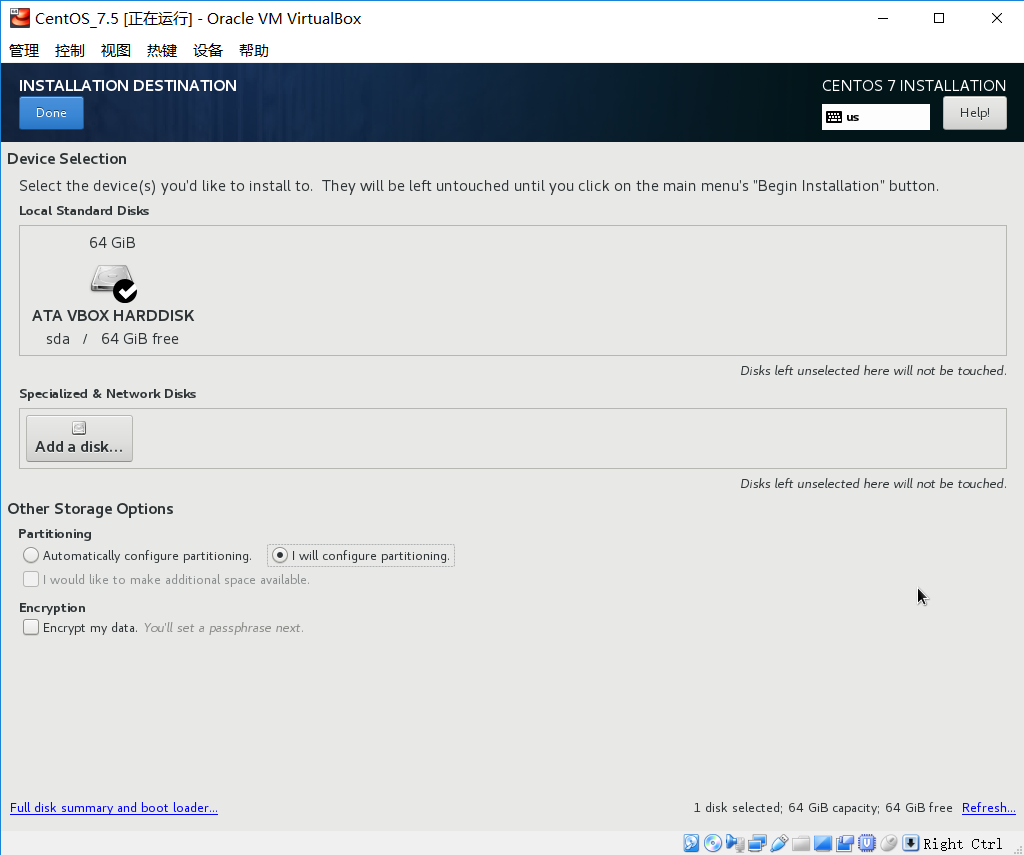 CentOS_7.5 [正在运行] - Oracle VM VirtualBox
管理 控制 视图 热键 设备 帮助
INSTALLATION DESTINATION
CENTOS 7 INSTALLATION
Done
us
Help!
Device Selection
Select the device(s) you'd like to install to. They will be left untouched until you click on the main menu's "Begin Installation" button.
Local Standard Disks
64 GiB
ATA VBOX HARDDISK
sda / 64 GiB free
Disks left unselected here will not be touched.
Specialized & Network Disks
Add a disk...
Disks left unselected here will not be touched.
Other Storage Options
Partitioning
Automatically configure partitioning. I will configure partitioning.
I would like to make additional space available.
Encryption
Encrypt my data. You'll set a passphrase next.
Full disk summary and boot loader... 1 disk selected; 64 GiB capacity; 64 GiB free Refresh...
Right Ctrl